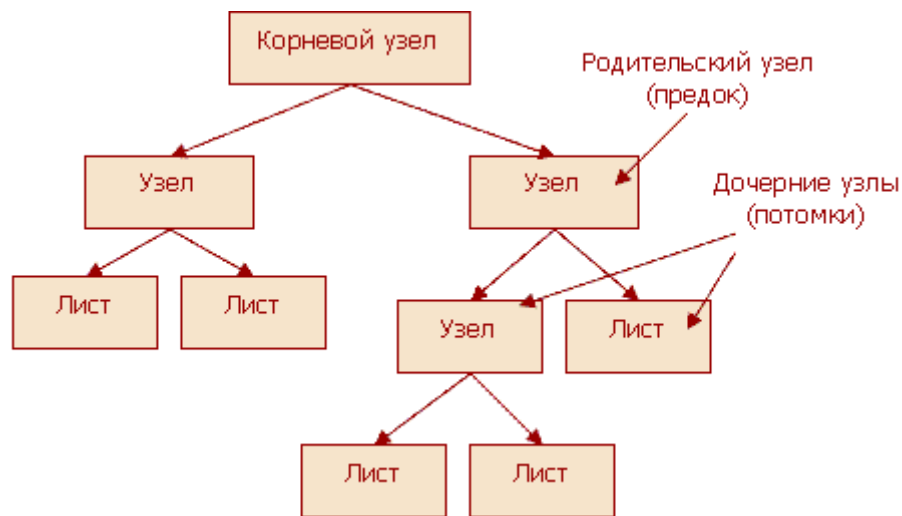 Корневой узел
Родительский узел
(предок)
Узел
Узел
Дочерние узлы
(потомки)
Лист
Лист
Узел
Лист
Лист
Лист